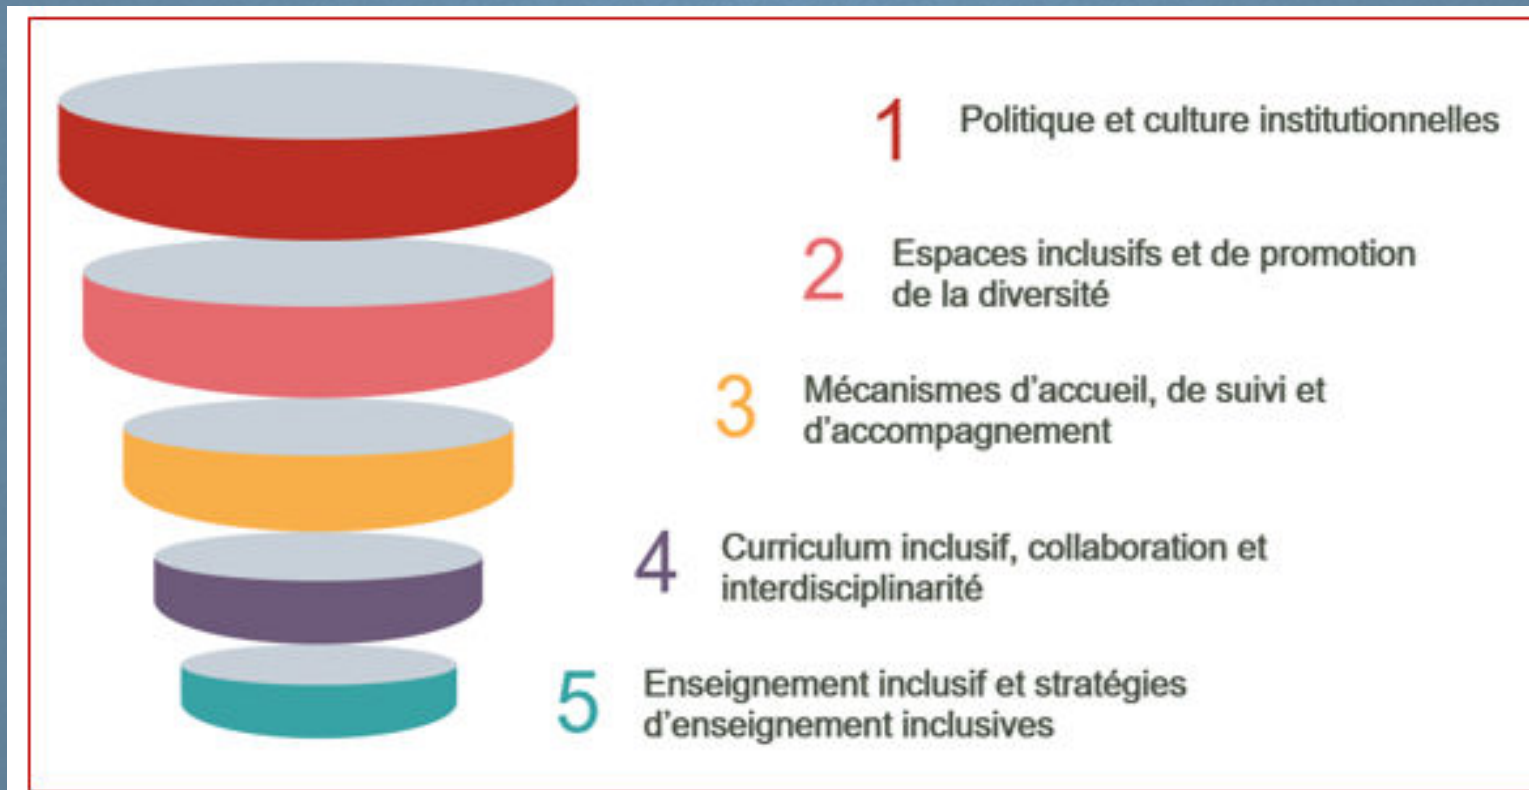 1 Politique et culture institutionnelles
2 Espaces inclusifs et de promotion
de la diversité
3 Mécanismes d'accueil, de suivi et
d'accompagnement
4 Curriculum inclusif, collaboration et
interdisciplinarité
5 Enseignement inclusif et stratégies
d'enseignement inclusives